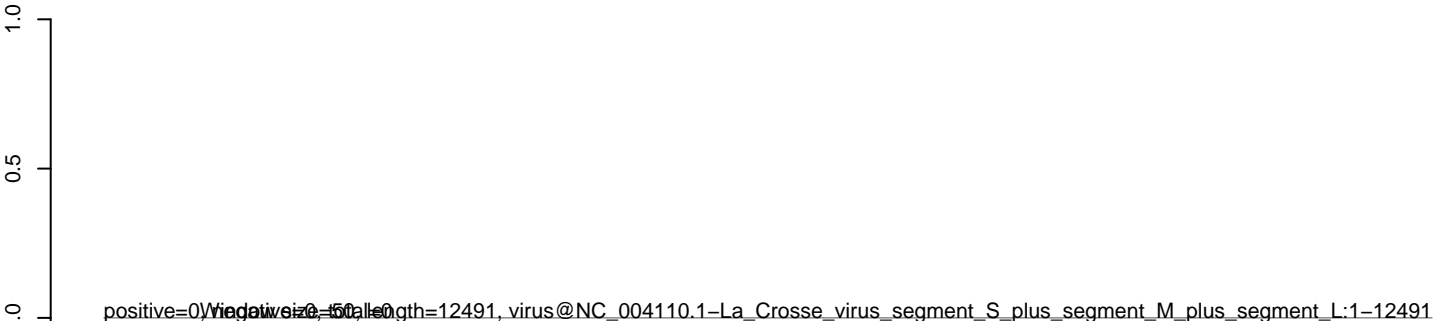 1.0
0.5
.0
positive=0, negative=0, total=0
Window size=50, length=12491, virus@NC_004110.1−La_Crosse_virus_segment_S_plus_segment_M_plus_segment_L:1−12491